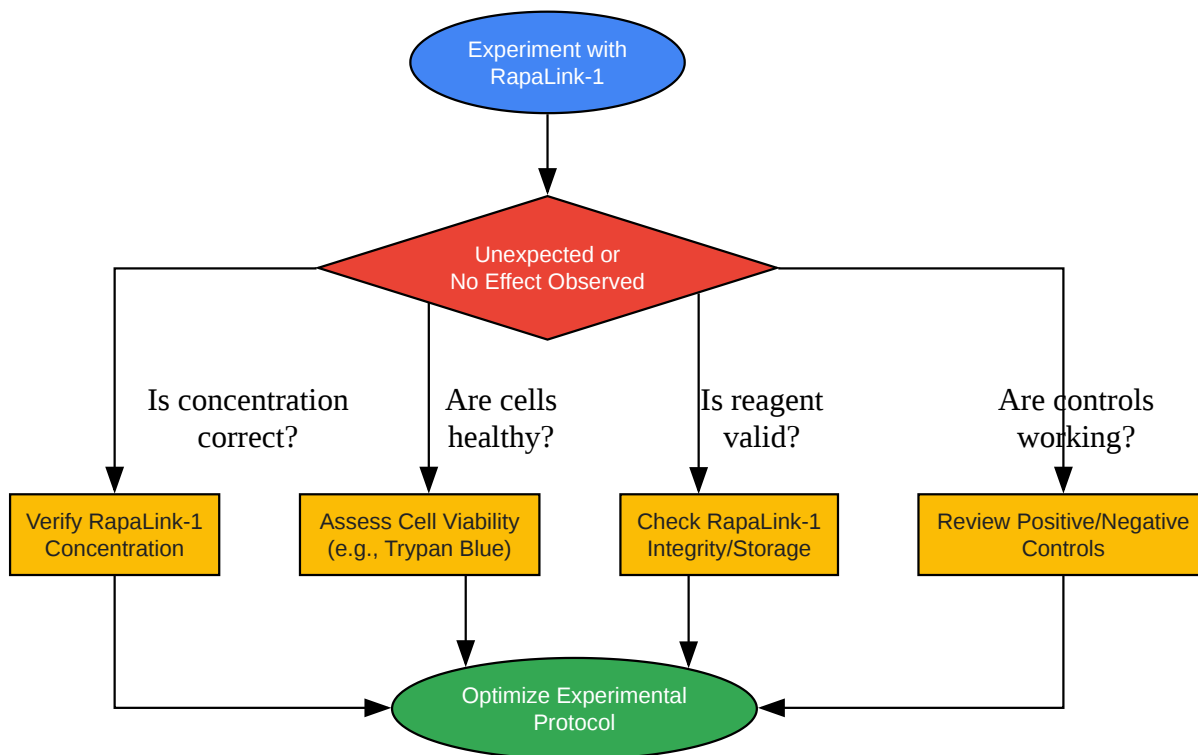 Experiment with
RapaLink-1
Unexpected or
No Effect Observed
Is concentration
correct?
Are cells
healthy?
Is reagent
valid?
Are controls
working?
Verify RapaLink-1
Concentration
Assess Cell Viability
(e.g., Trypan Blue)
Check RapaLink-1
Integrity/Storage
Review Positive/Negative
Controls
Optimize Experimental
Protocol